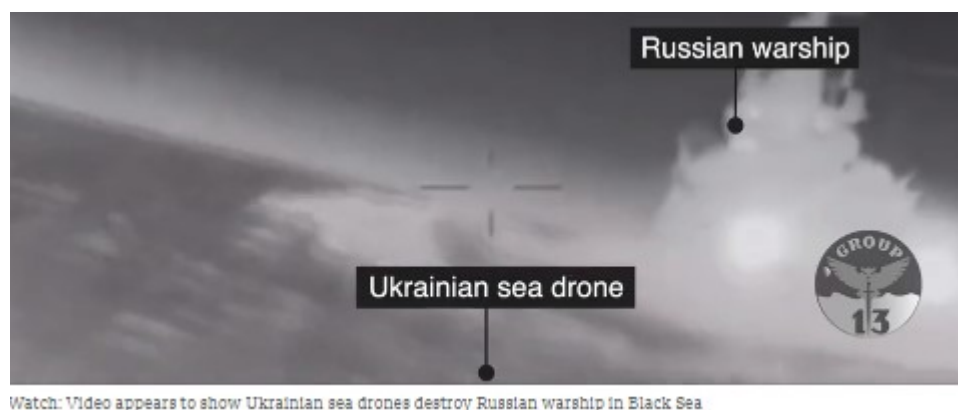 Russian warship
GROUP
13
Ukrainian sea drone
Watch: Video appears to show Ukrainian sea drones destroy Russian warship in Black Sea